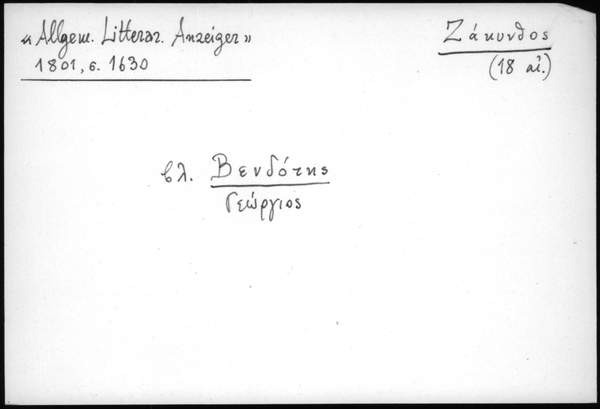 «Allgem. Litterar. Anzeiger»
1801, σ. 1630
Ζάκυνθος
(18 αἰ.)
βλ. Βενδότης
Γεώργιος